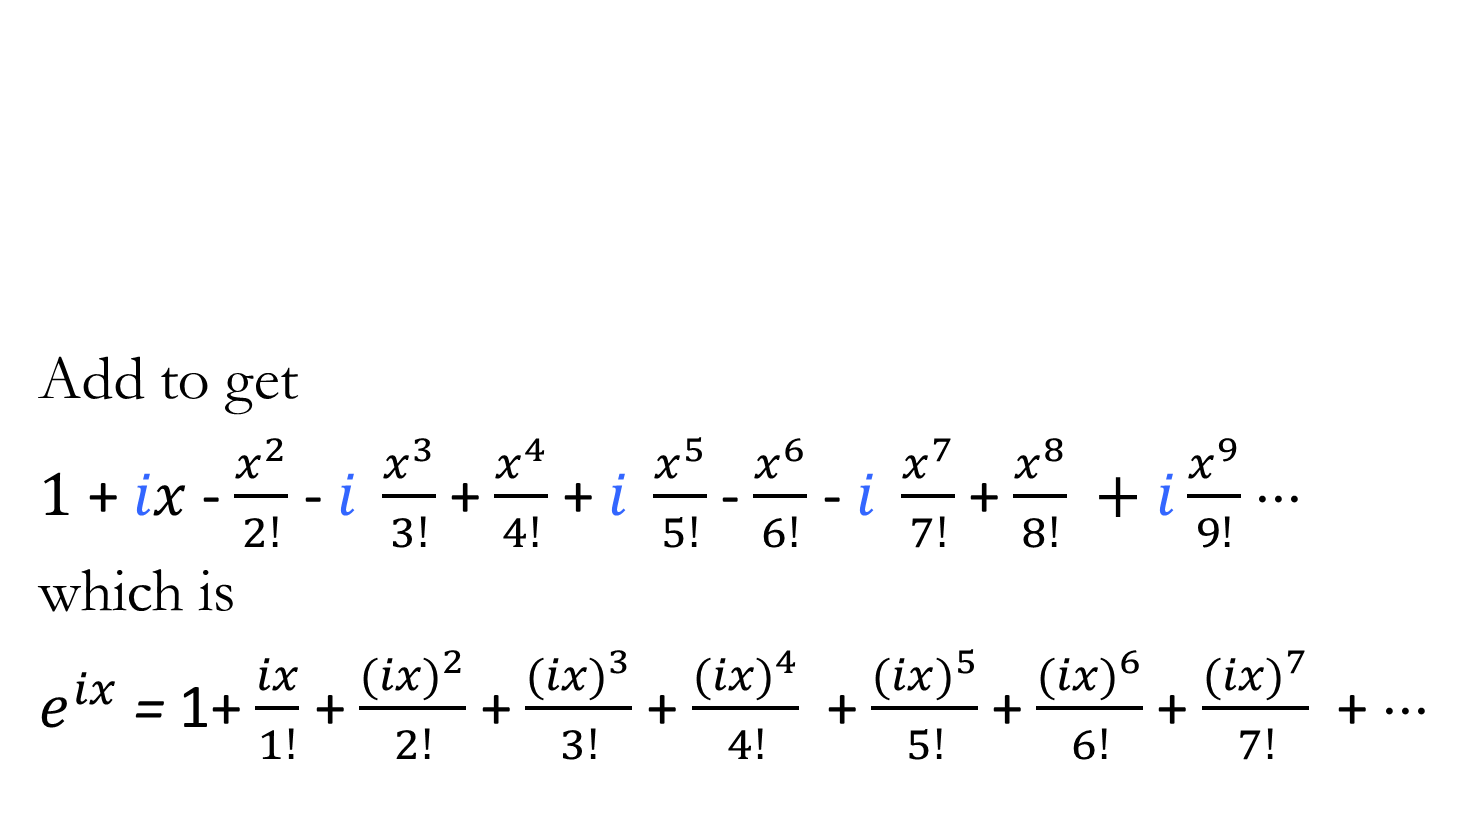 Add to get
1 + ix - x²/2! - i x³/3! + x⁴/4! + i x⁵/5! - x⁶/6! - i x⁷/7! + x⁸/8! + i x⁹/9! ⋯
which is
e^{ix} = 1+ ix/1! + (ix)²/2! + (ix)³/3! + (ix)⁴/4! + (ix)⁵/5! + (ix)⁶/6! + (ix)⁷/7! + ⋯